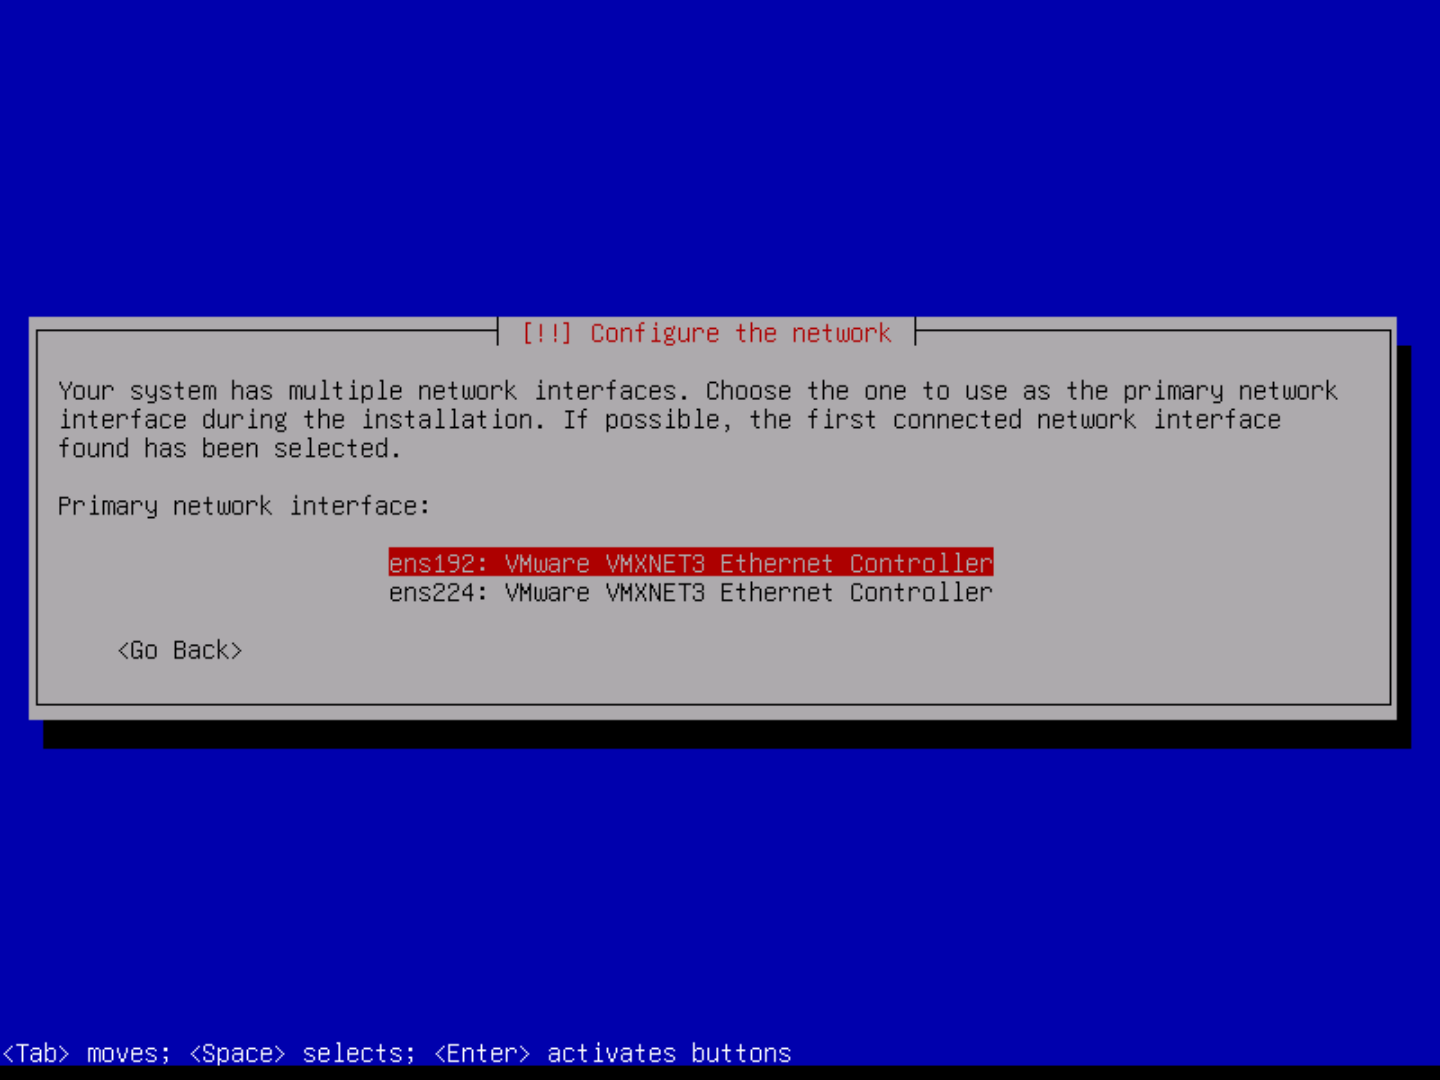 [!!] Configure the network
Your system has multiple network interfaces. Choose the one to use as the primary network
interface during the installation. If possible, the first connected network interface
found has been selected.
Primary network interface:
ens192: VMware VMXNET3 Ethernet Controller
ens224: VMware VMXNET3 Ethernet Controller
<Go Back>
<Tab> moves; <Space> selects; <Enter> activates buttons